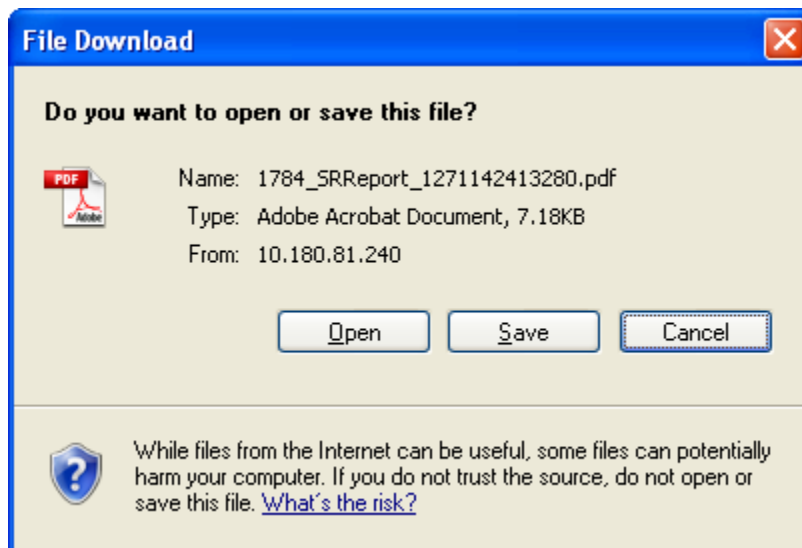 File Download
Do you want to open or save this file?
PDF
Adobe
Name: 1784_SRReport_1271142413280.pdf
Type: Adobe Acrobat Document, 7.18KB
From: 10.180.81.240
Open Save Cancel
While files from the Internet can be useful, some files can potentially
harm your computer. If you do not trust the source, do not open or
save this file. What's the risk?